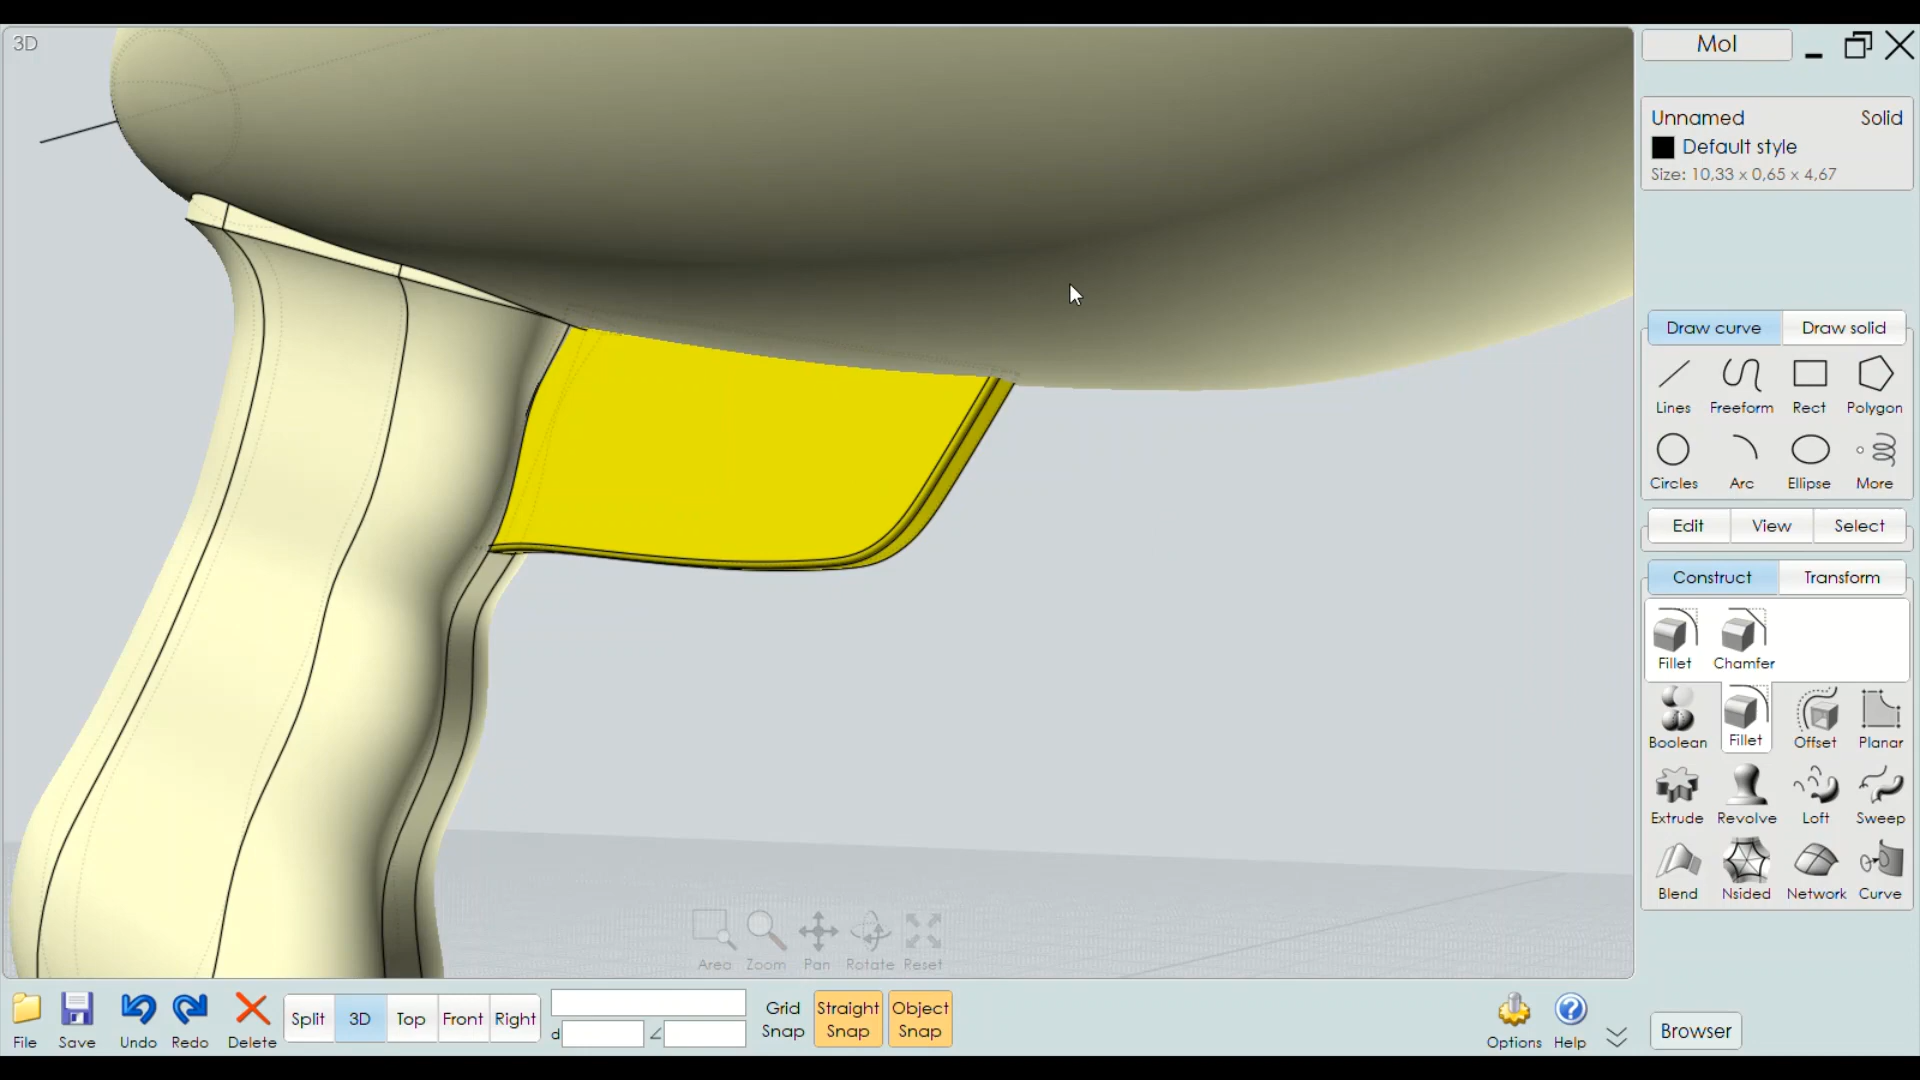 3D
MoI
Unnamed Solid
Default style
Size: 10,33 x 0,65 x 4,67
Draw curve Draw solid
Lines Freeform Rect Polygon
Circles Arc Ellipse More
Edit View Select
Construct Transform
Fillet Chamfer
Boolean Fillet Offset Planar
Extrude Revolve Loft Sweep
Blend Nsided Network Curve
Area Zoom Pan Rotate Reset
File Save Undo Redo Delete
Split 3D Top Front Right
d
Grid Snap
Straight Snap
Object Snap
Options Help
Browser